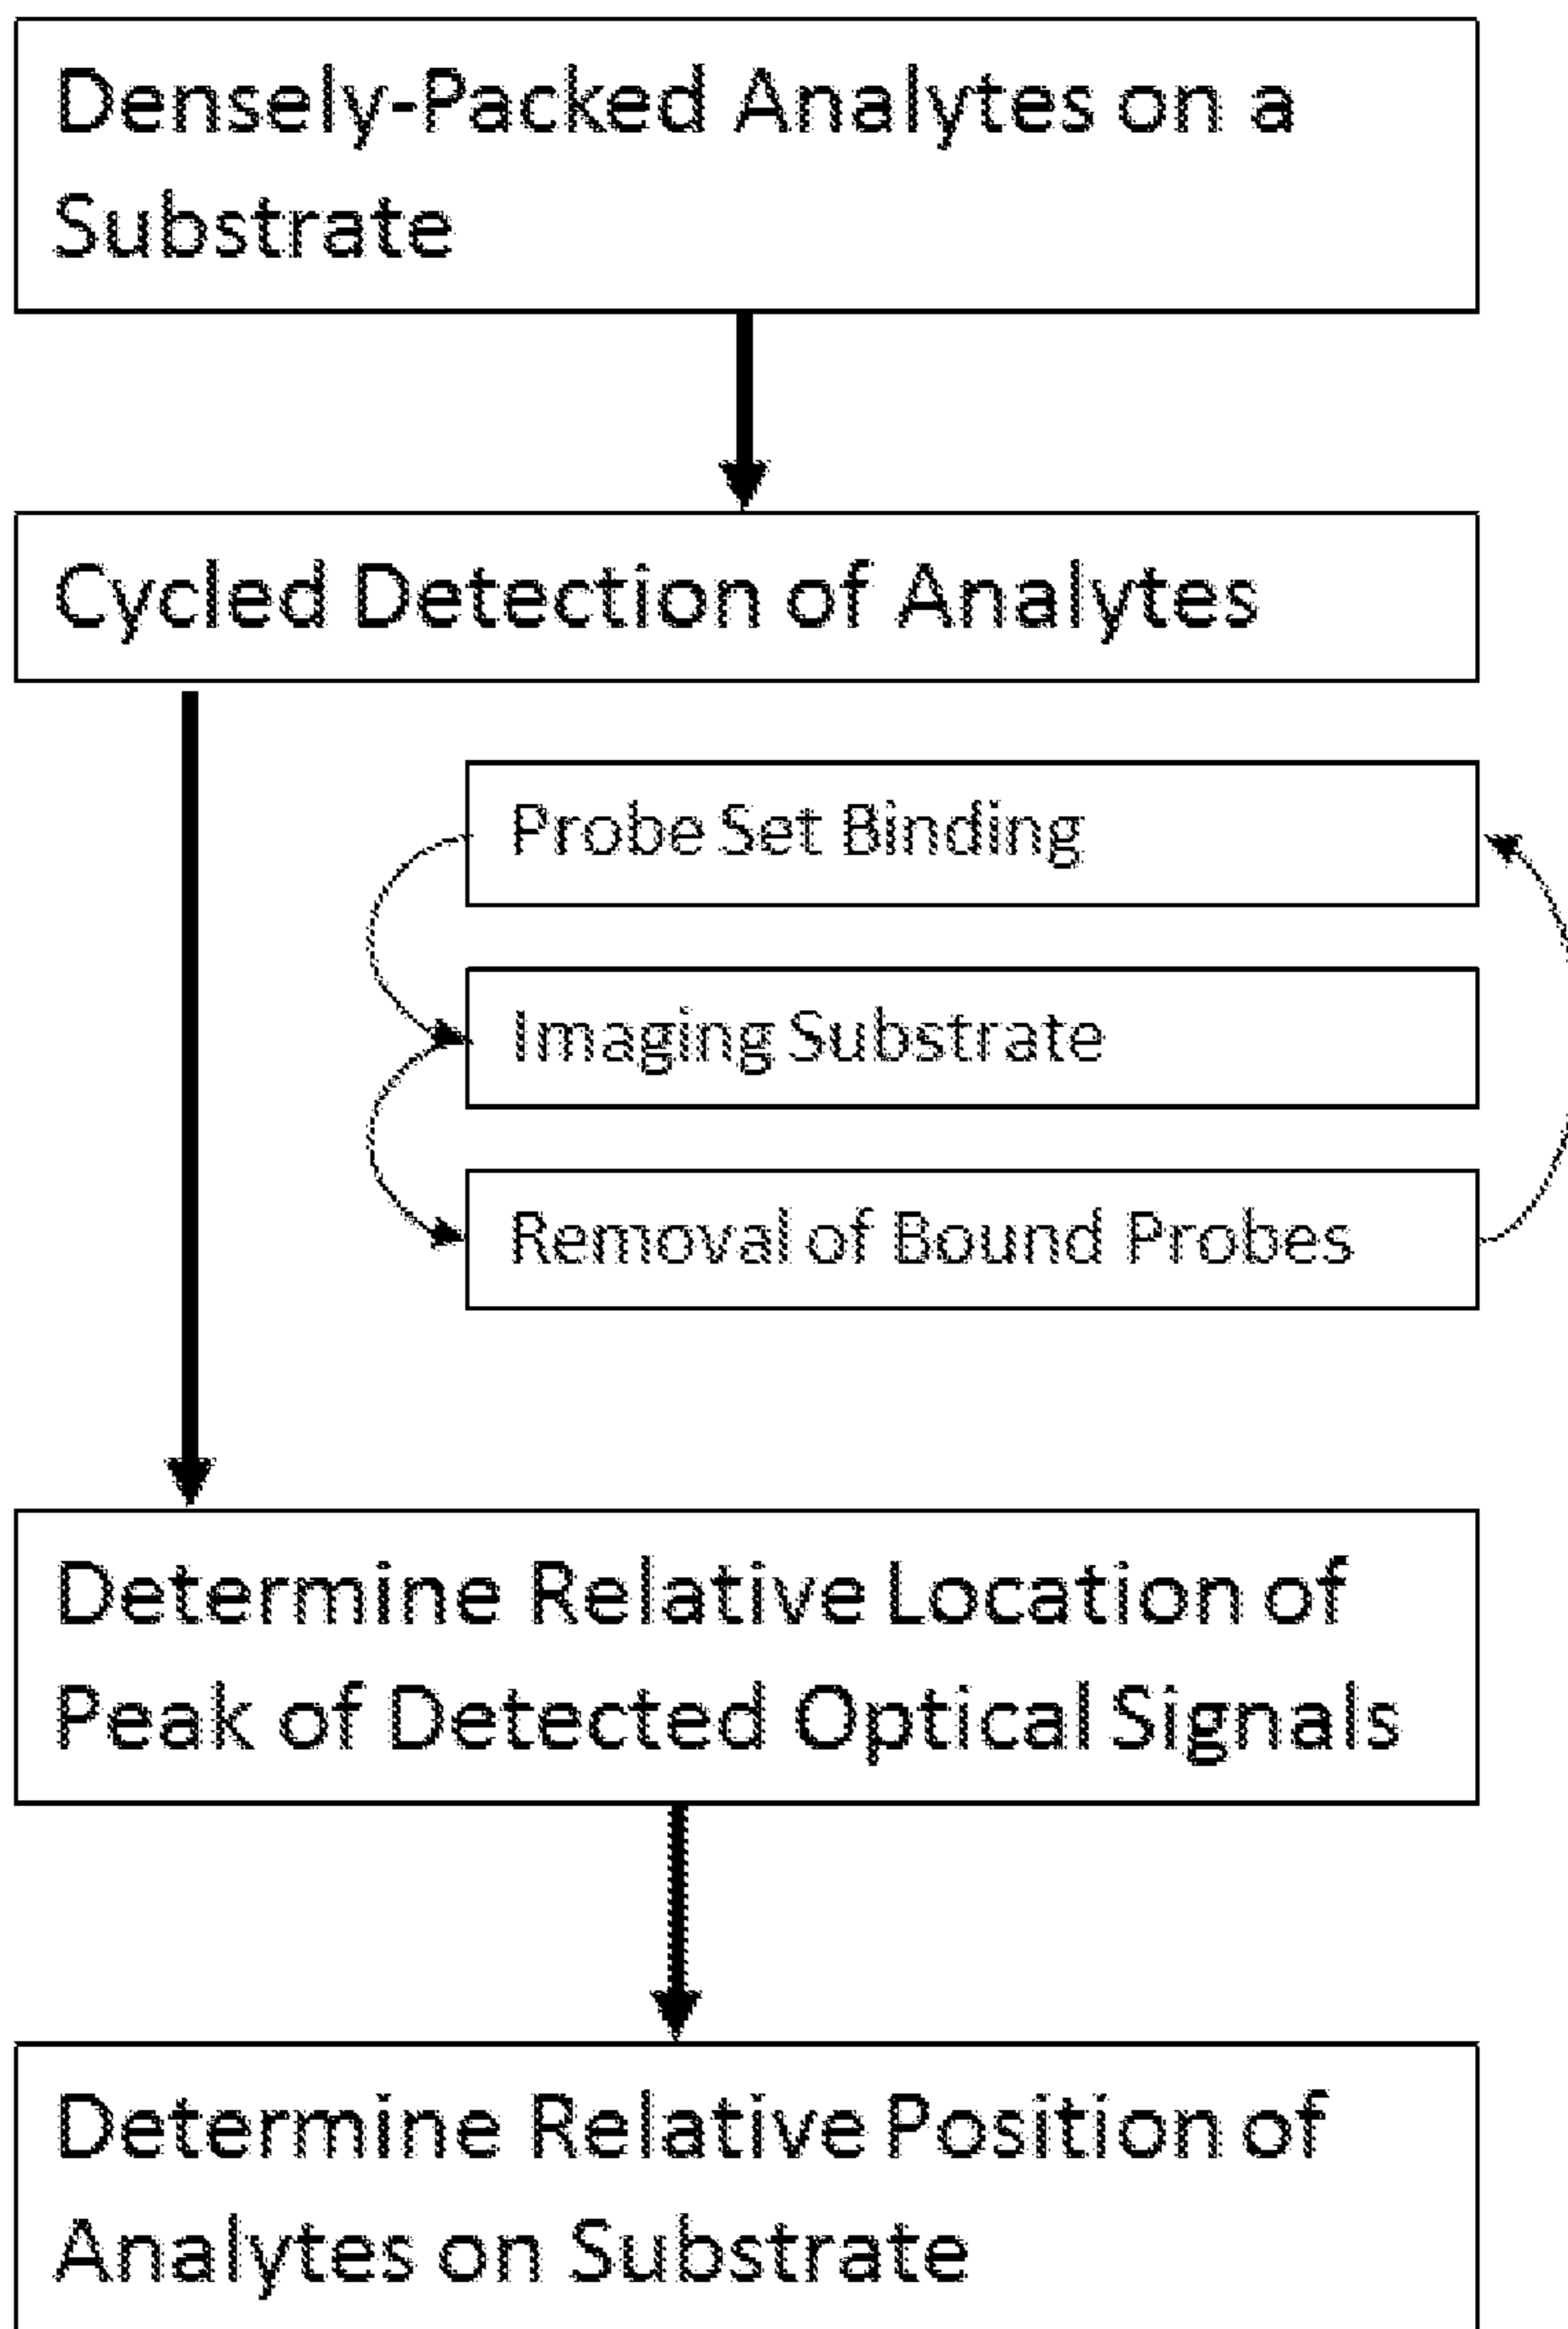 Densely-Packed Analytes on a
Substrate
Cycled Detection of Analytes
Probe Set Binding
Imaging Substrate
Removal of Bound Probes
Determine Relative Location of
Peak of Detected Optical Signals
Determine Relative Position of
Analytes on Substrate